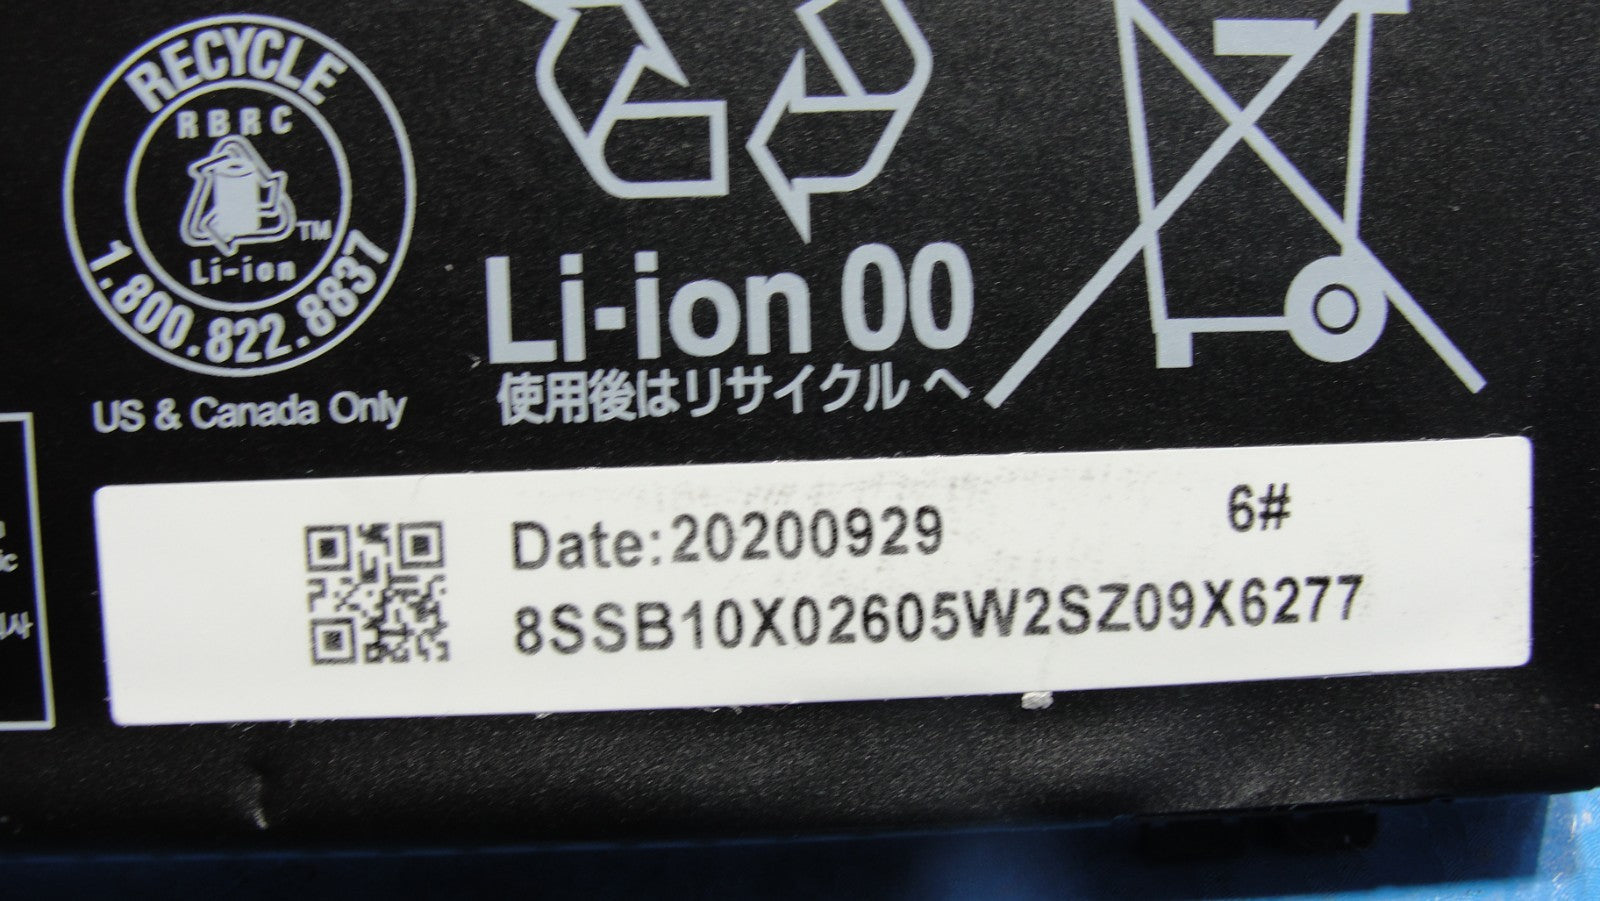 RECYCLE
RBRC
TM
Li-ion
1.800.822.8837
US & Canada Only
Li-ion 00
使用後はリサイクルへ
Date:20200929
6#
8SSB10X02605W2SZ09X6277